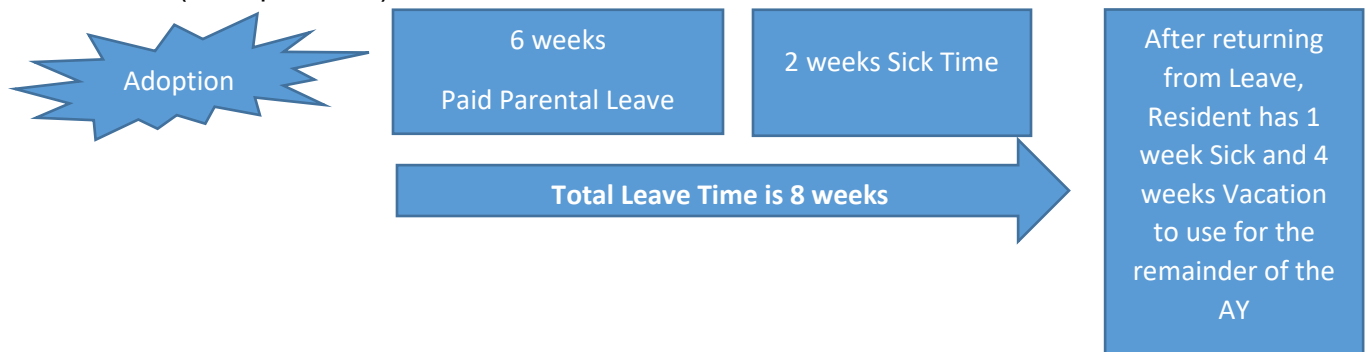 Adoption
6 weeks
Paid Parental Leave
2 weeks Sick Time
Total Leave Time is 8 weeks
After returning
from Leave,
Resident has 1
week Sick and 4
weeks Vacation
to use for the
remainder of the
AY